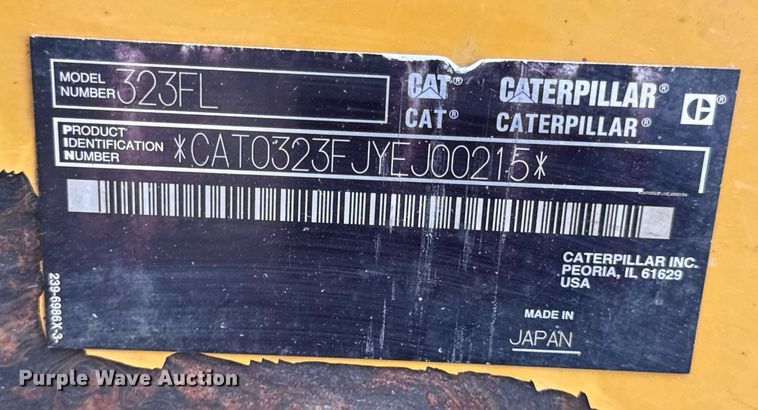 MODEL NUMBER 323FL
CAT® CATERPILLAR®
CAT® CATERPILLAR®
C®
PRODUCT
IDENTIFICATION
NUMBER *CAT0323FJYEJ00215*
CATERPILLAR INC.
PEORIA, IL 61629
USA
MADE IN
JAPAN
239-6986X-3
Purple Wave Auction